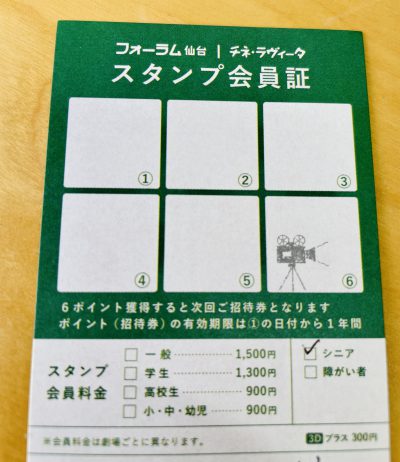 フォーラム仙台 | チネ・ラヴィータ
スタンプ会員証
① ② ③
④ ⑤ ⑥
6ポイント獲得すると次回ご招待券となります
ポイント（招待券）の有効期限は①の日付から1年間
スタンプ
会員料金
一般 1,500円
学生 1,300円
高校生 900円
小・中・幼児 900円
シニア
障がい者
※会員料金は劇場ごとに異なります。
3D プラス 300円